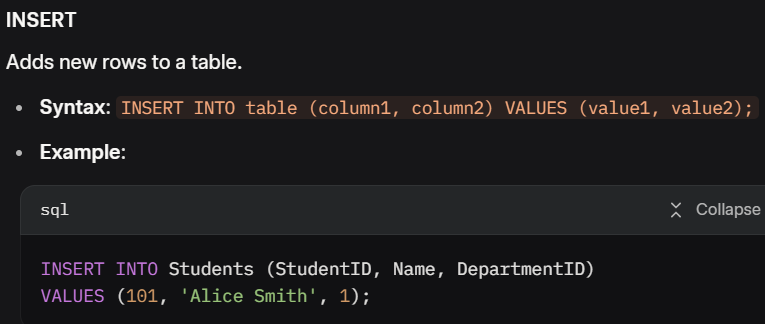 INSERT
Adds new rows to a table.
Syntax: INSERT INTO table (column1, column2) VALUES (value1, value2);
Example:
sql
Collapse
INSERT INTO Students (StudentID, Name, DepartmentID)
VALUES (101, 'Alice Smith', 1);